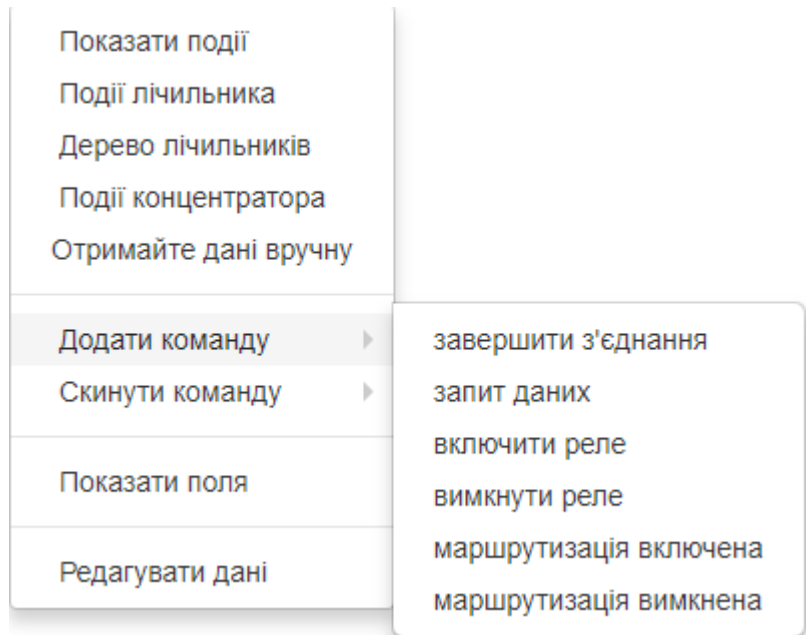 Показати події
Події лічильника
Дерево лічильників
Події концентратора
Отримайте дані вручну
Додати команду
Скинути команду
Показати поля
Редагувати дані
завершити з'єднання
запит даних
включити реле
вимкнути реле
маршрутизація включена
маршрутизація вимкнена